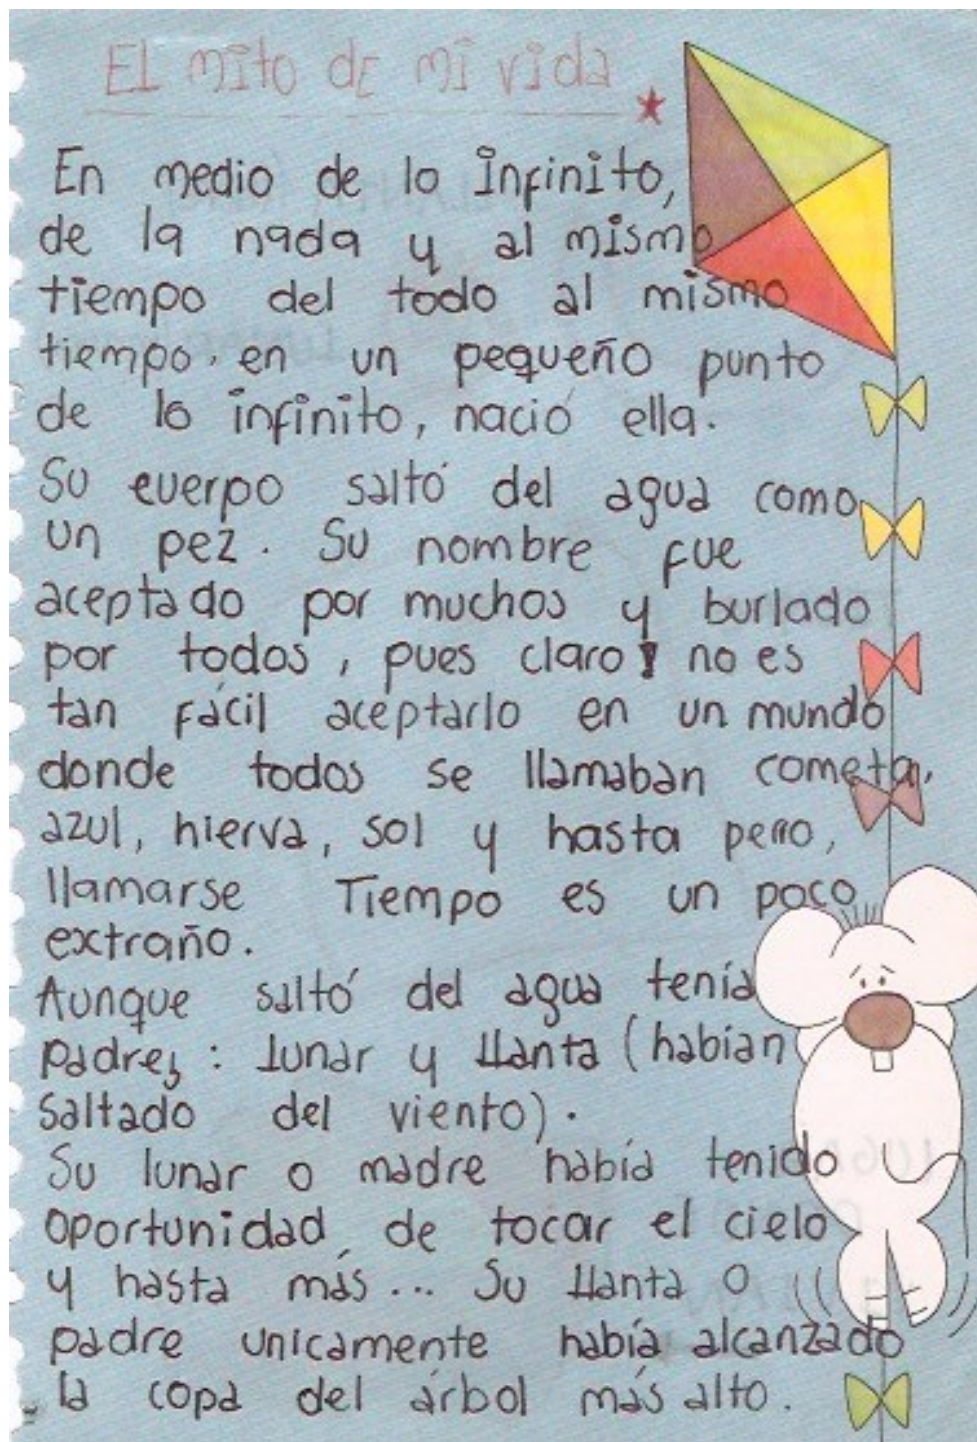 El mito de mi vida
En medio de lo infinito,
de la nada y al mismo
tiempo del todo al mismo
tiempo, en un pequeño punto
de lo infinito, nació ella.
Su cuerpo saltó del agua como
un pez. Su nombre fue
aceptado por muchos y burlado
por todos, pues claro! no es
tan fácil aceptarlo en un mundo
donde todos se llamaban cometa,
azul, hierva, sol y hasta perro,
llamarse Tiempo es un poco
extraño.
Aunque saltó del agua tenía
padres: lunar y llanta (habían
saltado del viento).
Su lunar o madre había tenido
oportunidad de tocar el cielo
y hasta más... Su llanta o
padre unicamente había alcanzado
la copa del árbol más alto.